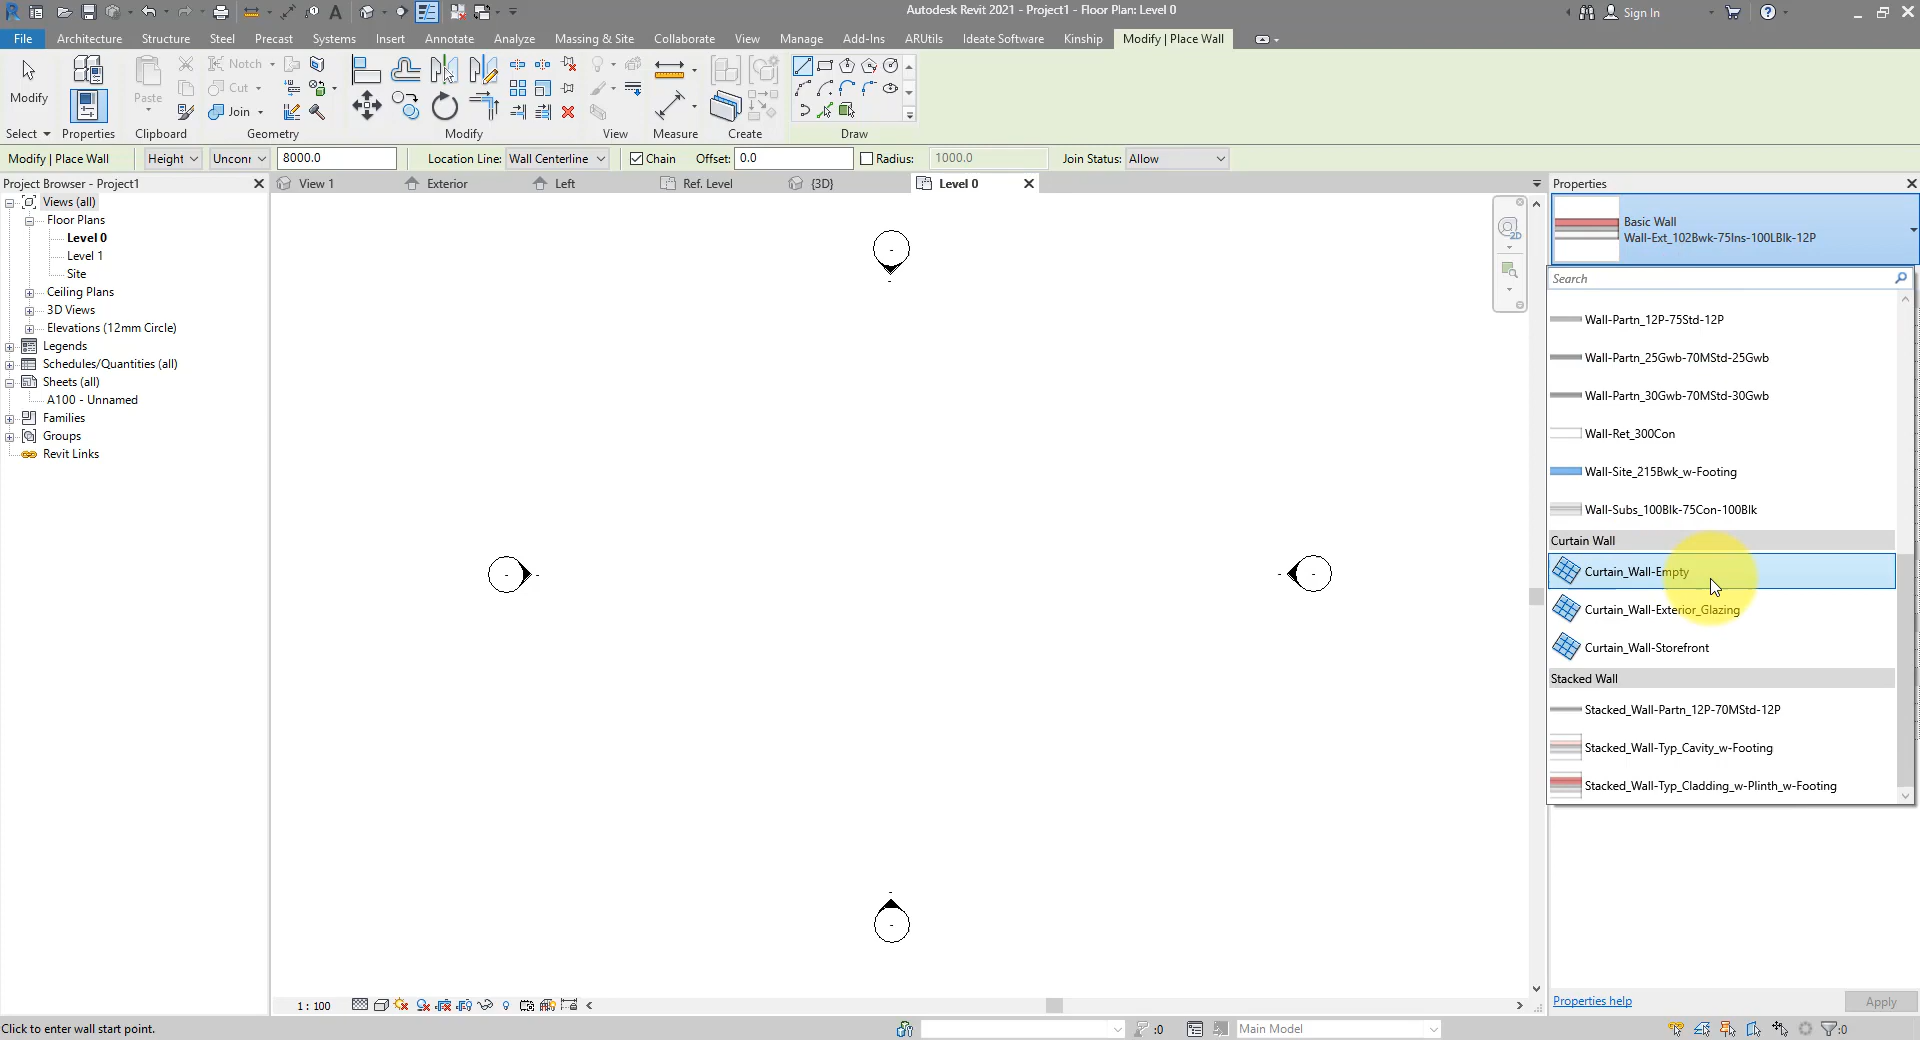 Autodesk Revit 2021 - Project1 - Floor Plan: Level 0
Sign In
File
Architecture
Structure
Steel
Precast
Systems
Insert
Annotate
Analyze
Massing & Site
Collaborate
View
Manage
Add-Ins
ARUtils
Ideate Software
Kinship
Modify | Place Wall
Modify
Paste
Notch
Cut
Join
Select
Properties
Clipboard
Geometry
Modify
View
Measure
Create
Draw
Modify | Place Wall
Height
Unconr
8000.0
Location Line:
Wall Centerline
Chain
Offset:
0.0
Radius:
1000.0
Join Status:
Allow
Project Browser - Project1
View 1
Exterior
Left
Ref. Level
{3D}
Level 0
Properties
Views (all)
Floor Plans
Level 0
Level 1
Site
Ceiling Plans
3D Views
Elevations (12mm Circle)
Legends
Schedules/Quantities (all)
Sheets (all)
A100 - Unnamed
Families
Groups
Revit Links
2D
Basic Wall
Wall-Ext_102Bwk-75Ins-100LBlk-12P
Search
Wall-Partn_12P-75Std-12P
Wall-Partn_25Gwb-70MStd-25Gwb
Wall-Partn_30Gwb-70MStd-30Gwb
Wall-Ret_300Con
Wall-Site_215Bwk_w-Footing
Wall-Subs_100Blk-75Con-100Blk
Curtain Wall
Curtain_Wall-Empty
Curtain_Wall-Exterior_Glazing
Curtain_Wall-Storefront
Stacked Wall
Stacked_Wall-Partn_12P-70MStd-12P
Stacked_Wall-Typ_Cavity_w-Footing
Stacked_Wall-Typ_Cladding_w-Plinth_w-Footing
Properties help
Apply
1 : 100
Click to enter wall start point.
:0
Main Model
:0